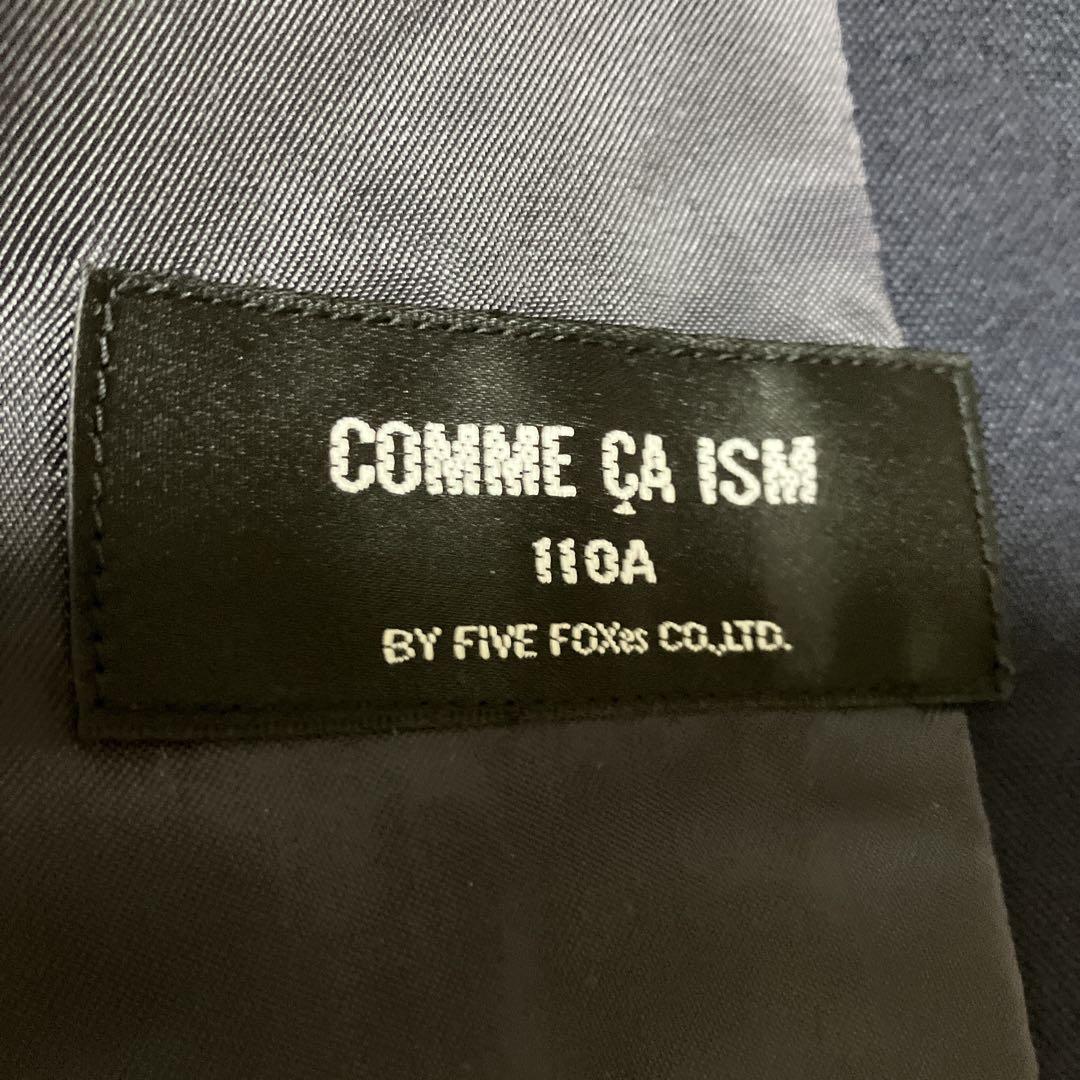 COMME ÇA ISM
110A
BY FIVE FOXes CO.,LTD.